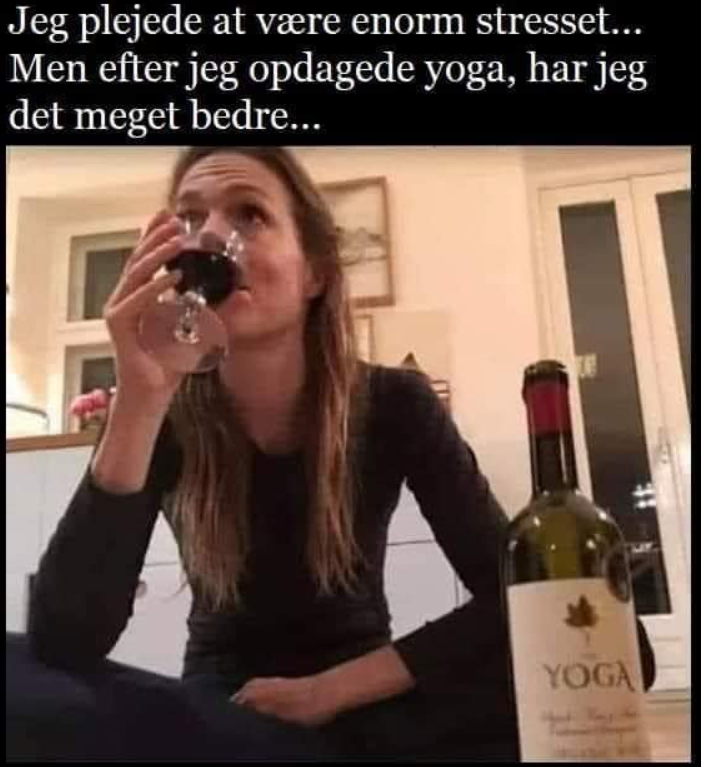 Jeg plejede at være enorm stresset...
Men efter jeg opdagede yoga, har jeg
det meget bedre...
YOGA